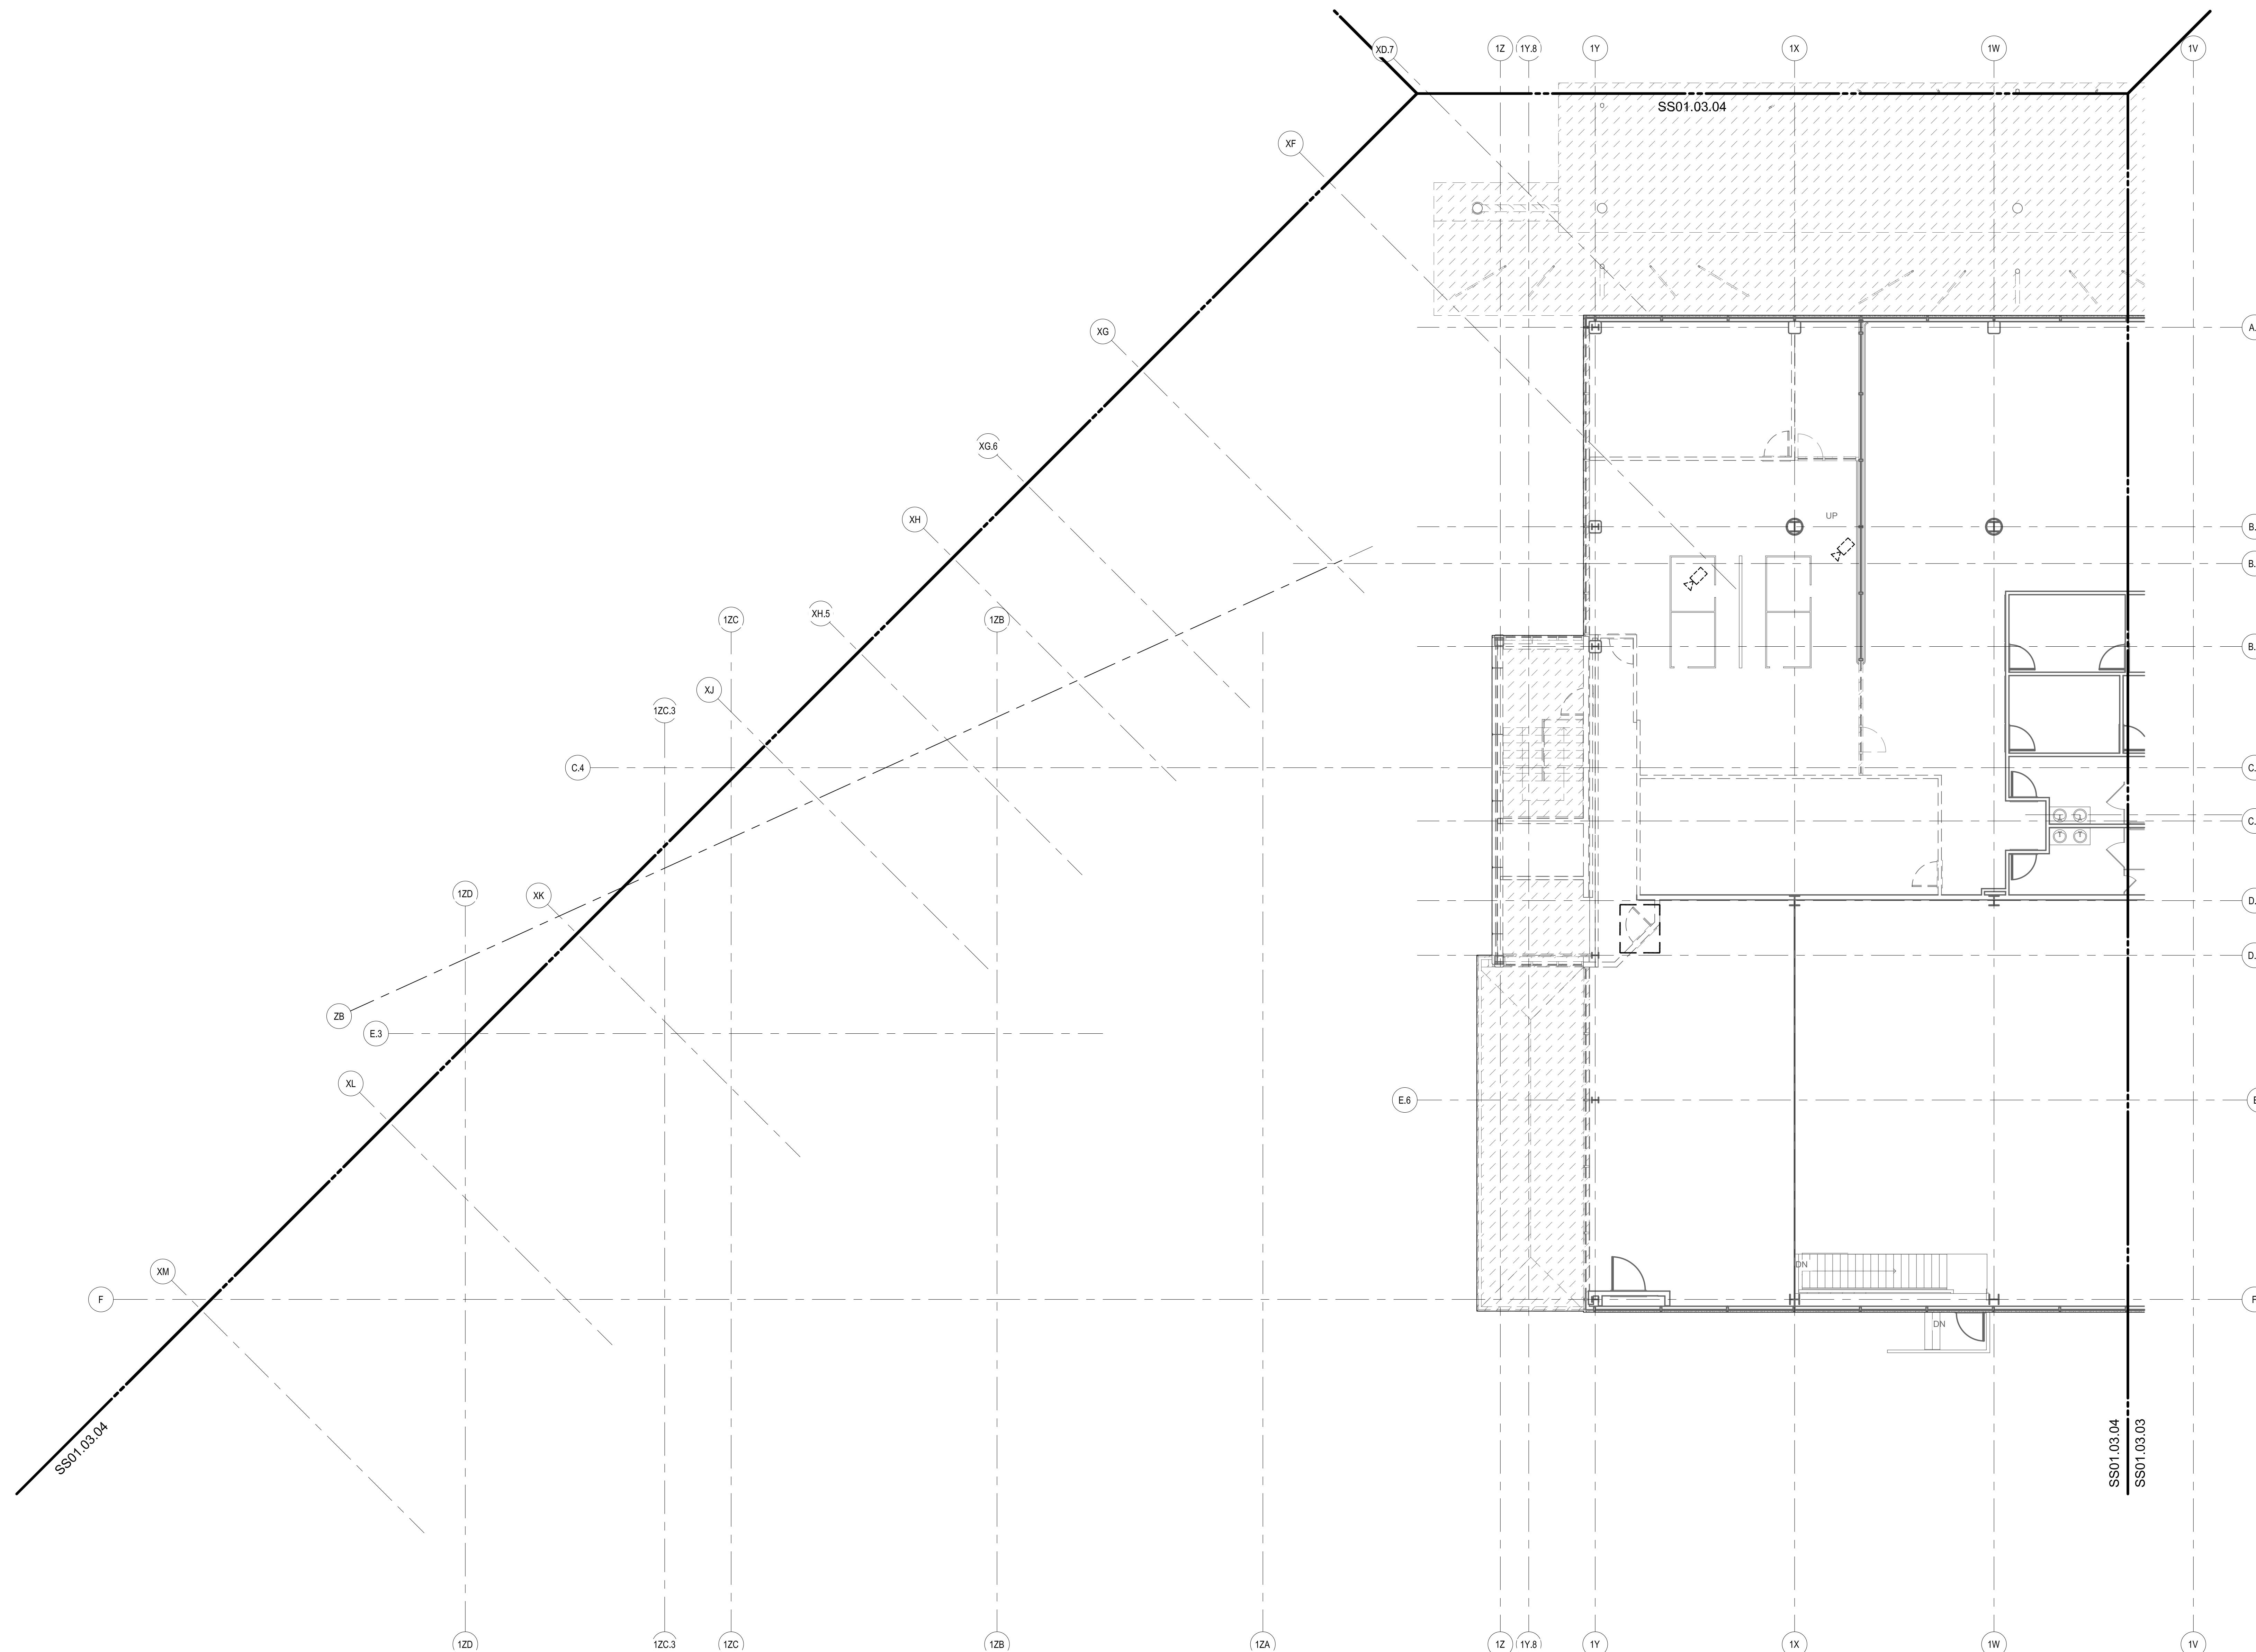 XD.7
1Z
1Y.8
1Y
1X
1W
1V
SS01.03.04
XF
XG
A.
XG.6
XH
UP
B.
B.
XH.5
1ZC
1ZB
B.
XJ
1ZC.3
C.4
C.
C.
1ZD
XK
D.
D.
ZB
E.3
XL
E.6
E
XM
DN
F
F
DN
SS01.03.04
SS01.03.04
SS01.03.03
1ZD
1ZC.3
1ZC
1ZB
1ZA
1Z
1Y.8
1Y
1X
1W
1V